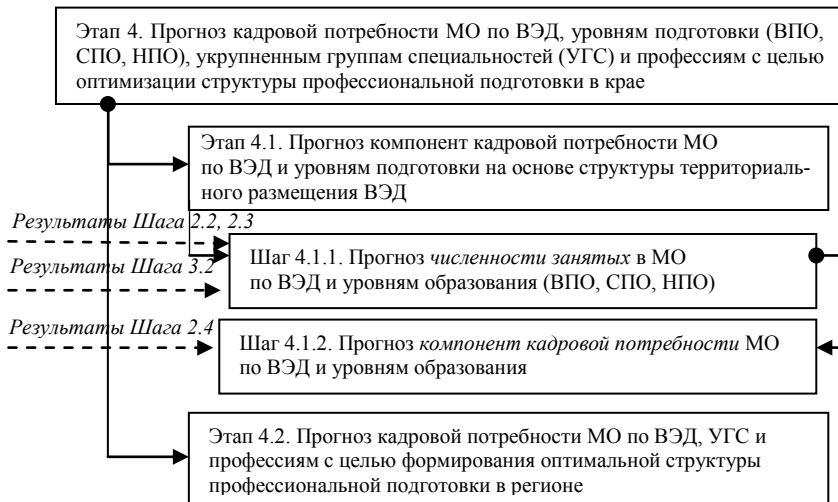 Этап 4. Прогноз кадровой потребности МО по ВЭД, уровням подготовки (ВПО,
СПО, НПО), укрупненным группам специальностей (УГС) и профессиям с целью
оптимизации структуры профессиональной подготовки в крае
Этап 4.1. Прогноз компонент кадровой потребности МО
по ВЭД и уровням подготовки на основе структуры территориаль-
ного размещения ВЭД
Результаты Шага 2.2, 2.3
Шаг 4.1.1. Прогноз численности занятых в МО
по ВЭД и уровням образования (ВПО, СПО, НПО)
Результаты Шага 3.2
Результаты Шага 2.4
Шаг 4.1.2. Прогноз компонент кадровой потребности МО
по ВЭД и уровням образования
Этап 4.2. Прогноз кадровой потребности МО по ВЭД, УГС и
профессиям с целью формирования оптимальной структуры
профессиональной подготовки в регионе